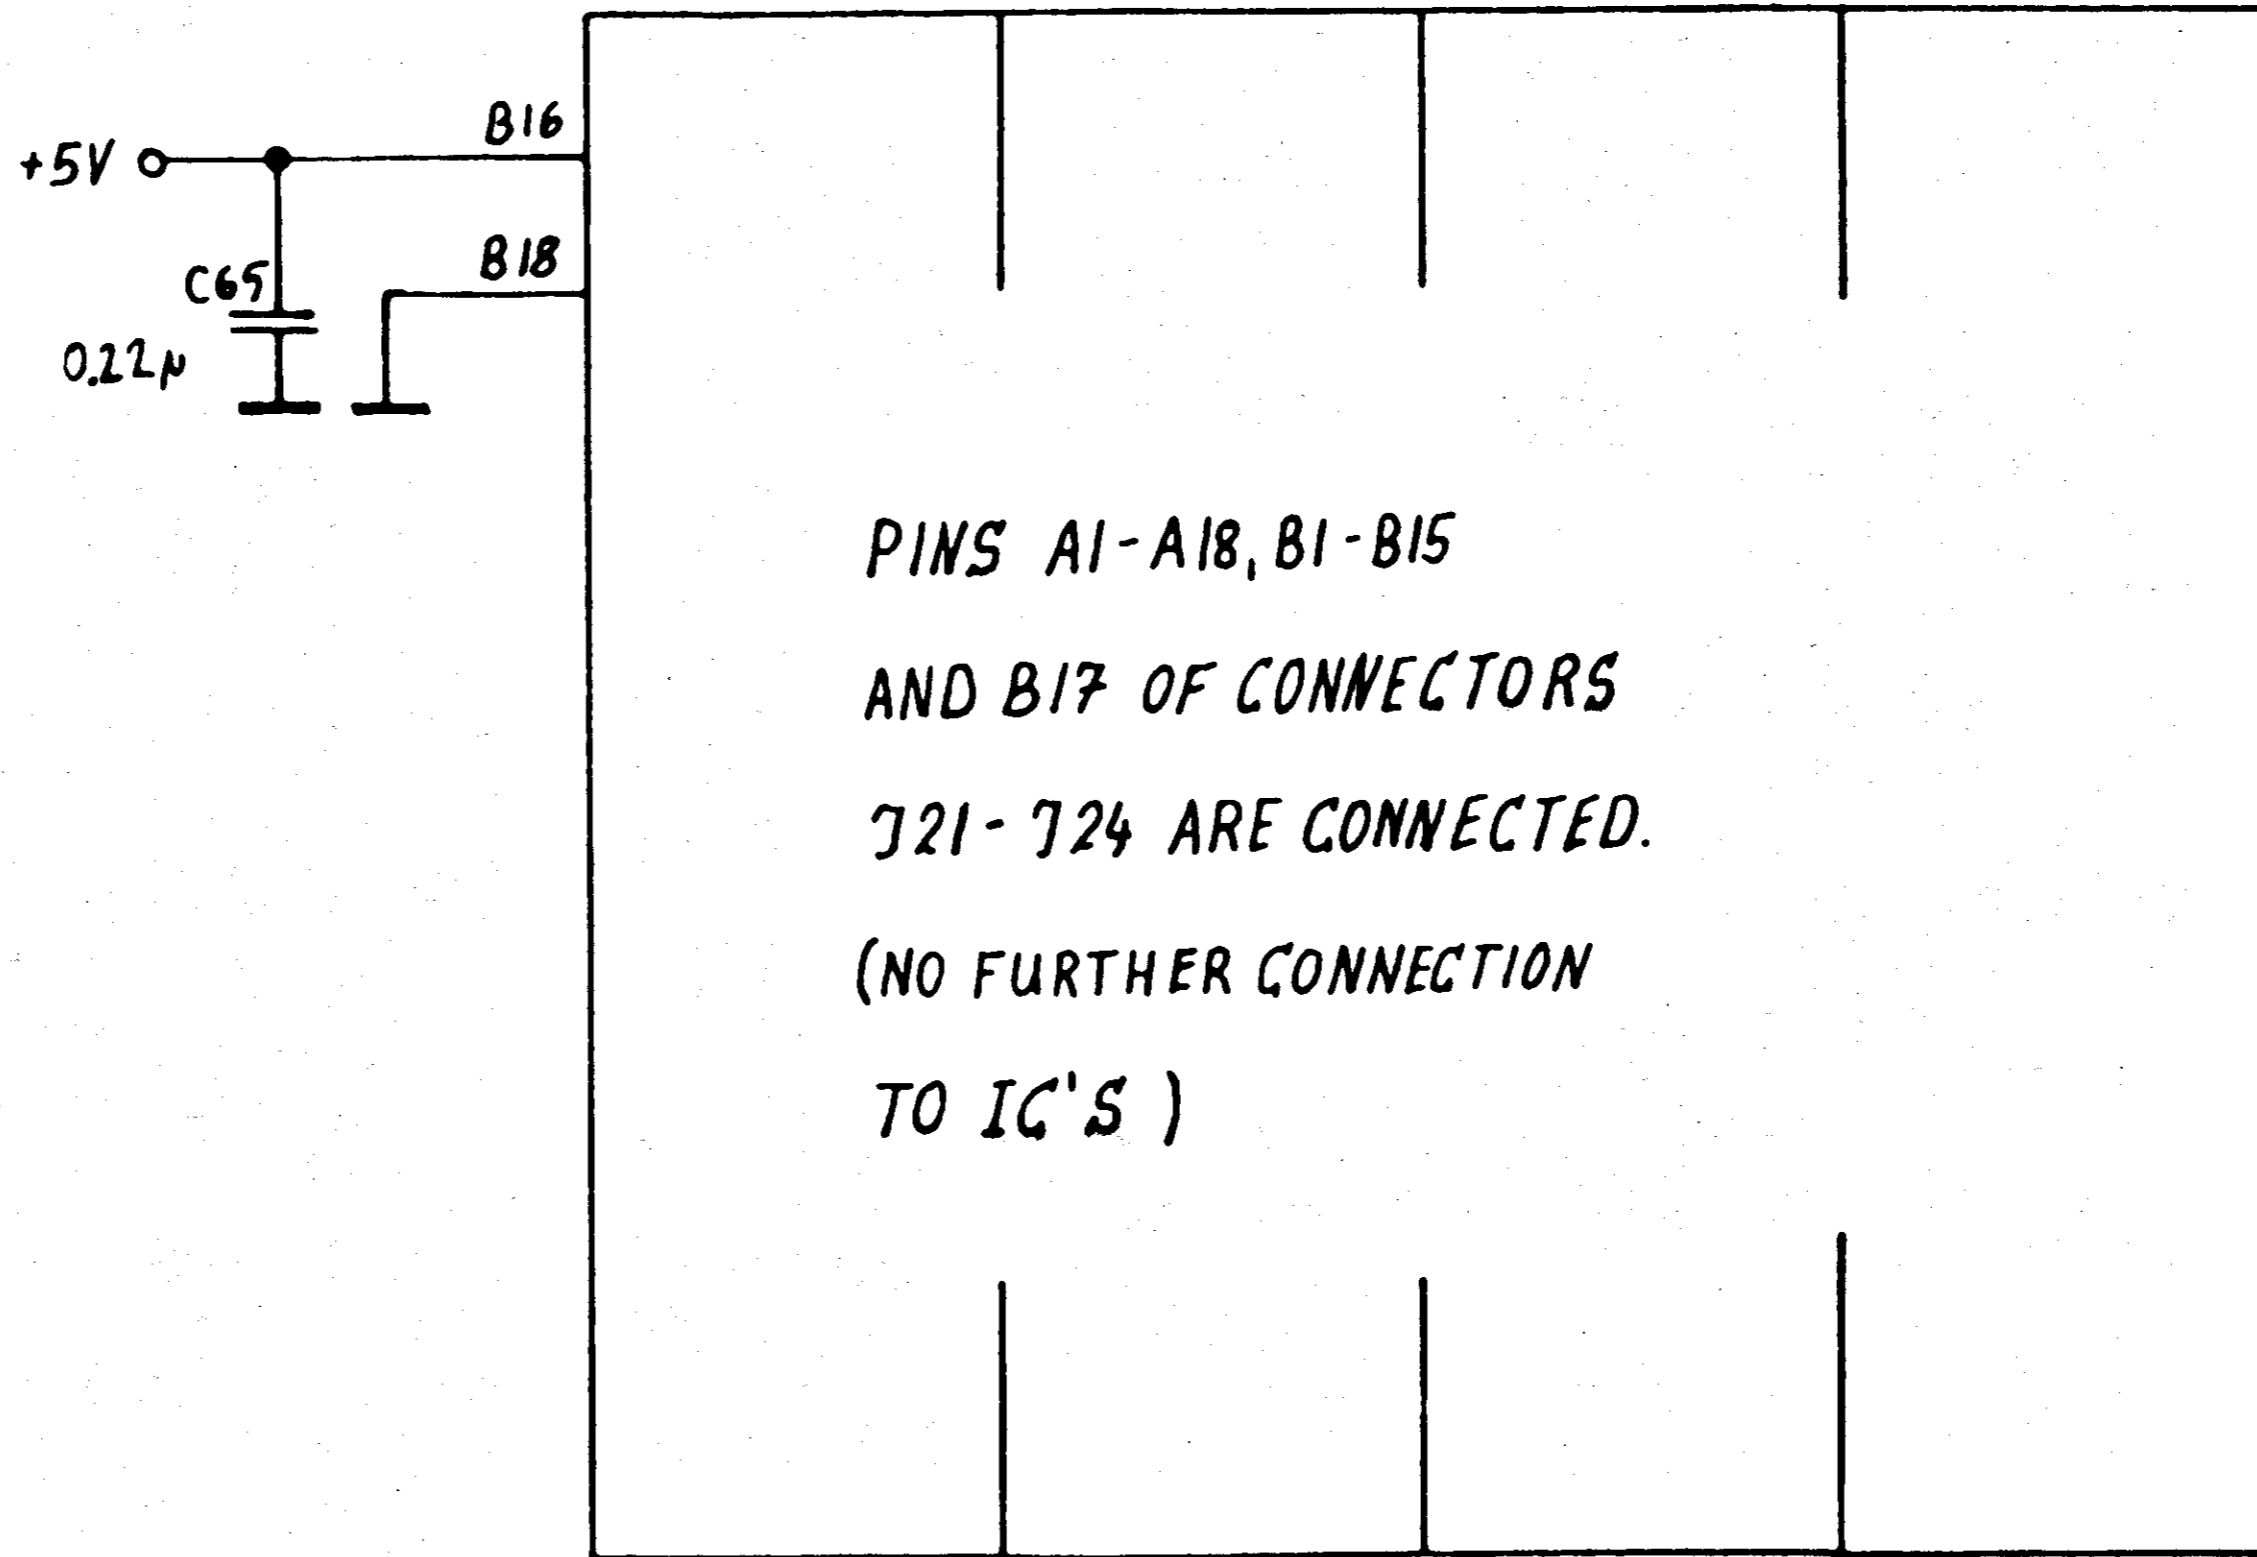 B16
+5V
B18
C65
0.22µ
PINS A1-A18, B1-B15
AND B17 OF CONNECTORS
J21- J24 ARE CONNECTED.
(NO FURTHER CONNECTION
TO IC'S )